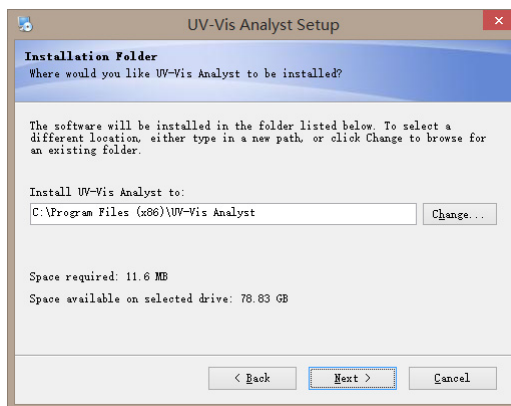 UV-Vis Analyst Setup
Installation Folder
Where would you like UV-Vis Analyst to be installed?
The software will be installed in the folder listed below. To select a
different location, either type in a new path, or click Change to browse for
an existing folder.
Install UV-Vis Analyst to:
C:\Program Files (x86)\UV-Vis Analyst
Change...
Space required: 11.6 MB
Space available on selected drive: 78.83 GB
< Back Next > Cancel